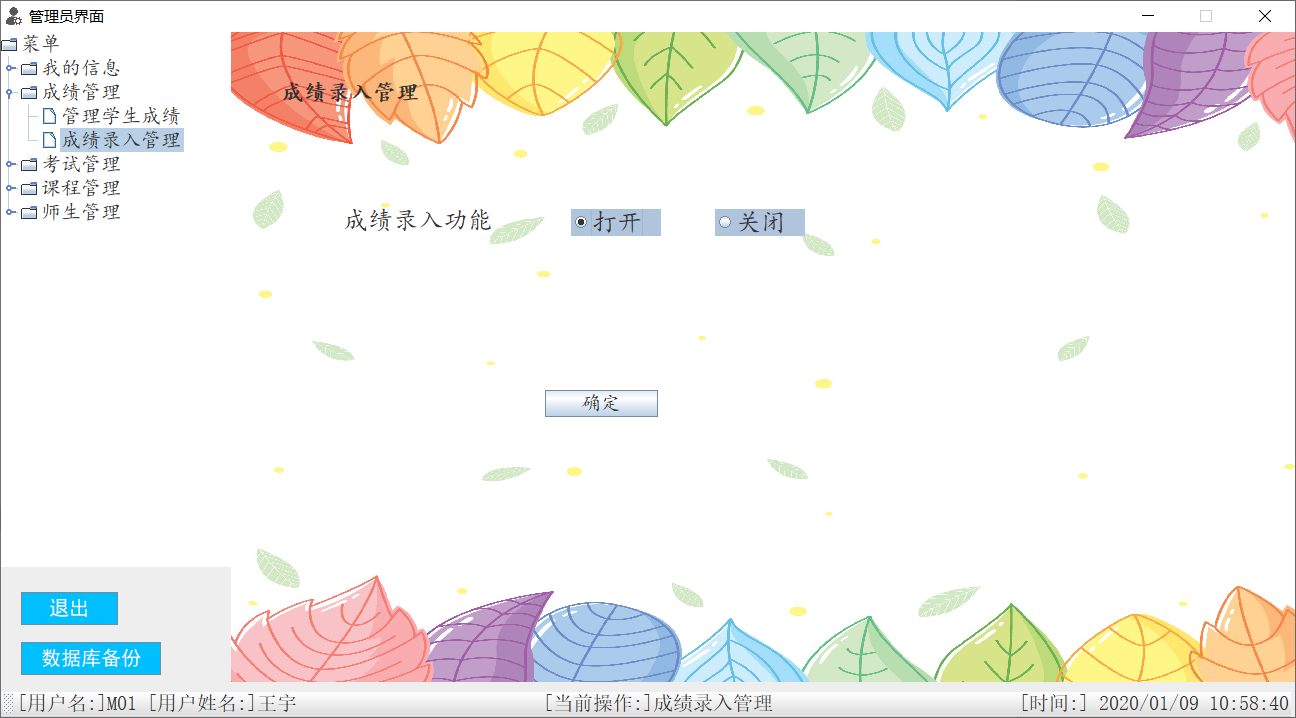 管理员界面
菜单
我的信息
成绩管理
管理学生成绩
成绩录入管理
考试管理
课程管理
师生管理
成绩录入管理
成绩录入功能 打开 关闭
确定
退出
数据库备份
[用户名:]M01 [用户姓名:]王宇 [当前操作:]成绩录入管理 [时间:] 2020/01/09 10:58:40